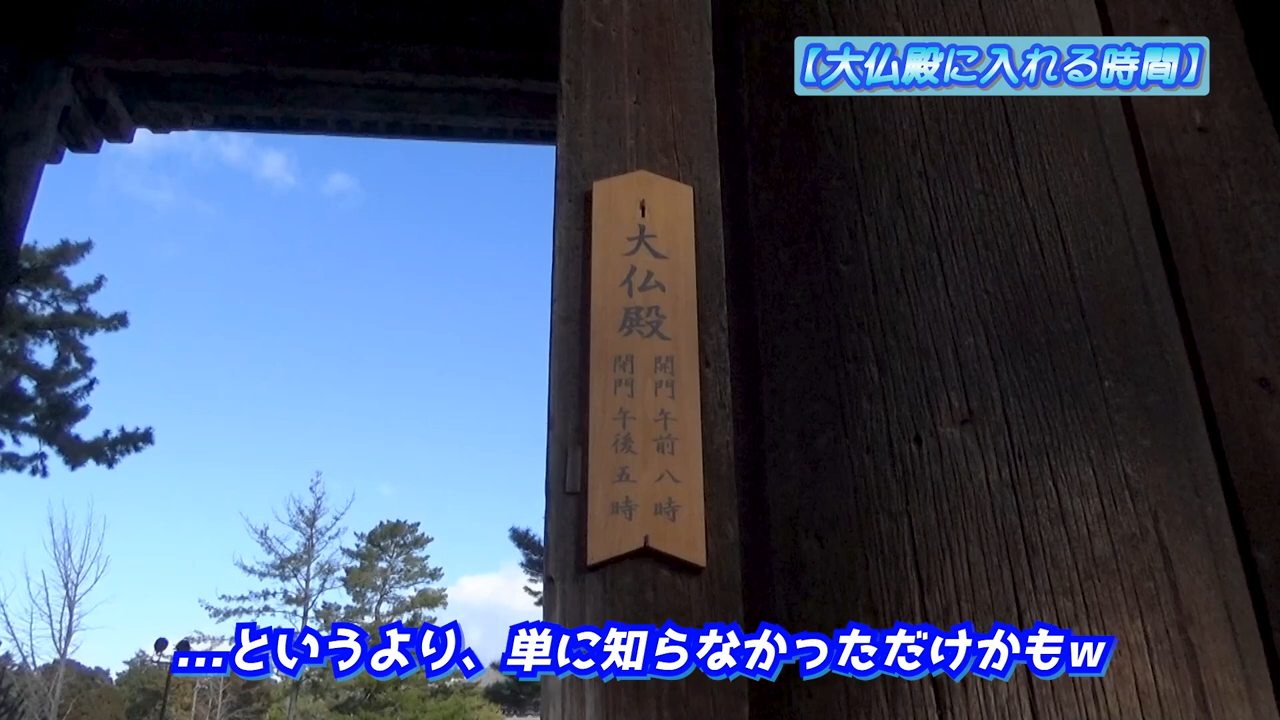 【大仏殿に入れる時間】
大仏殿
開門午前八時
閉門午後五時
...というより、単に知らなかっただけかもw